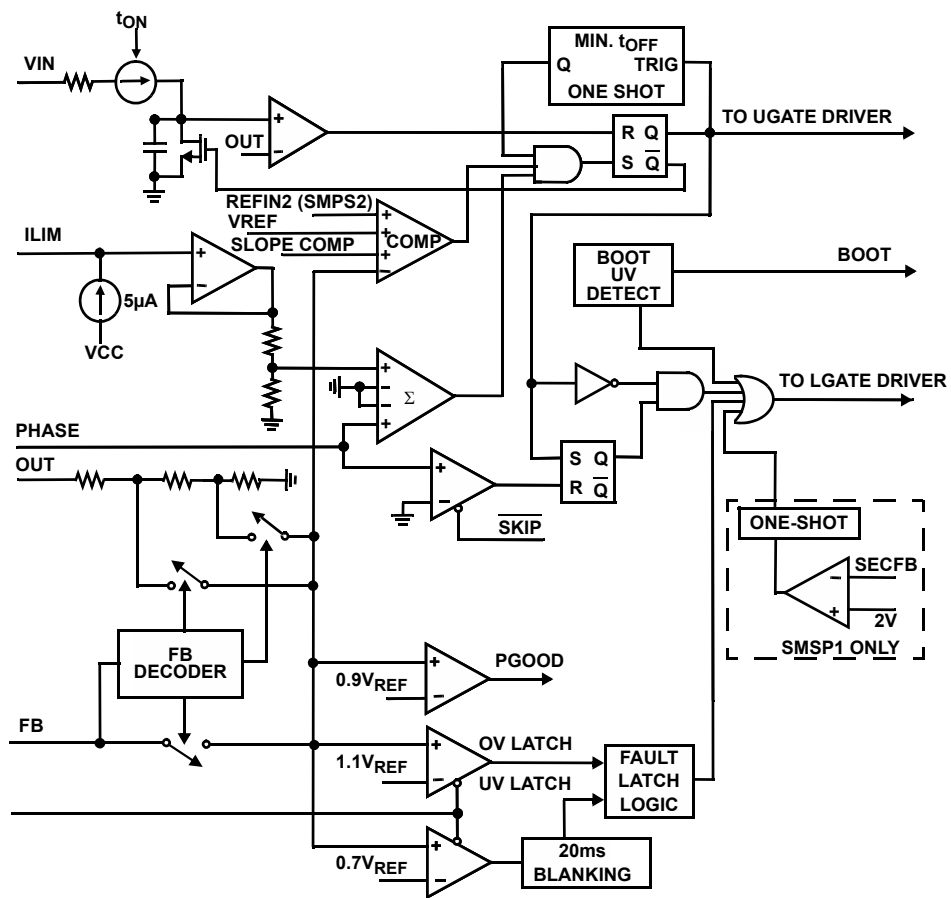 tON
VIN
MIN. tOFF
Q TRIG
ONE SHOT
+
OUT
−
R Q
S Q̅
TO UGATE DRIVER
REFIN2 (SMPS2)
VREF
SLOPE COMP
+
+
+
−
COMP
ILIM
+
−
5µA
VCC
BOOT
UV
DETECT
BOOT
+
−
−
+
Σ
TO LGATE DRIVER
PHASE
OUT
+
−
S̅K̅I̅P̅
S Q
R Q̅
ONE-SHOT
−
SECFB
+
2V
SMSP1 ONLY
FB
DECODER
+
0.9VREF
−
PGOOD
FB
+
1.1VREF
−
OV LATCH
UV LATCH
FAULT
LATCH
LOGIC
+
0.7VREF
−
20ms
BLANKING